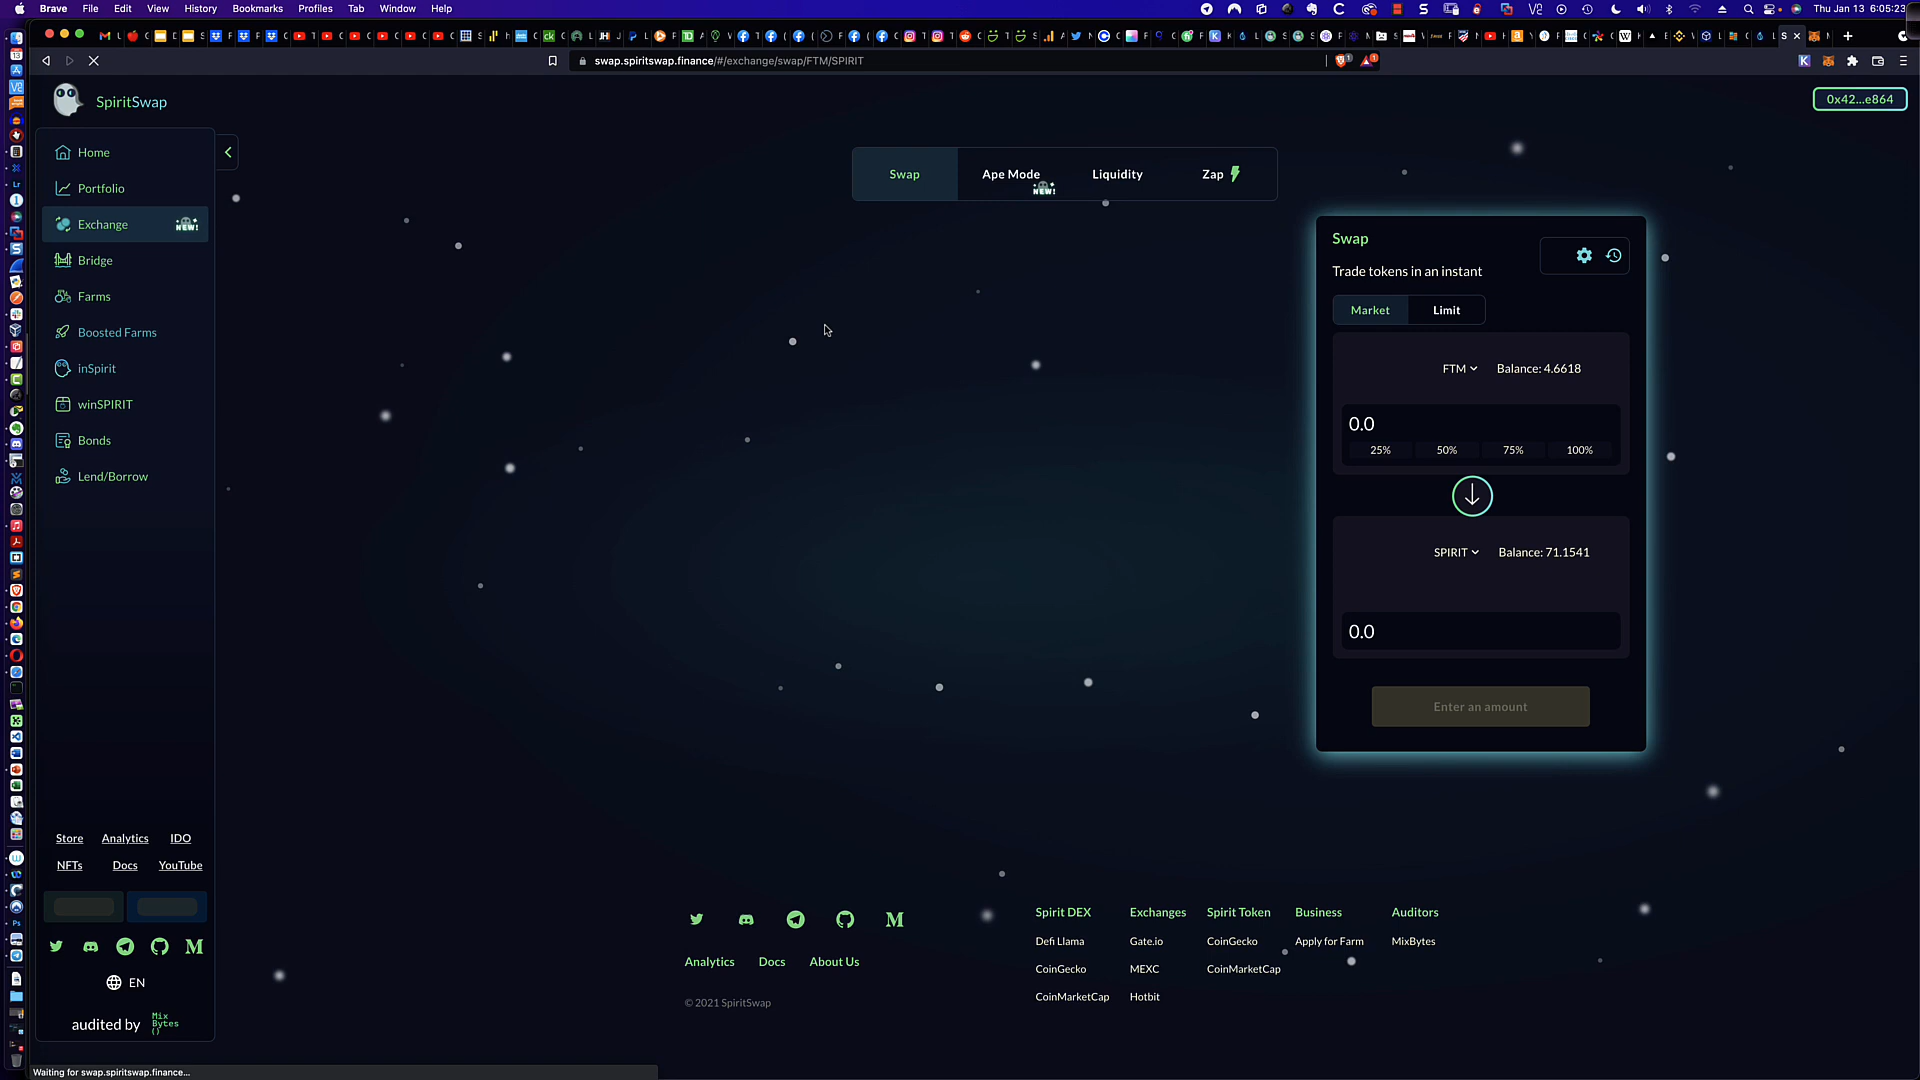 Brave File Edit View History Bookmarks Profiles Tab Window Help
Thu Jan 13 6:05:23
swap.spiritswap.finance/#/exchange/swap/FTM/SPIRIT
SpiritSwap
0x42...e864
Home
Portfolio
Exchange NEW!
Bridge
Farms
Boosted Farms
inSpirit
winSPIRIT
Bonds
Lend/Borrow
Swap Ape Mode NEW! Liquidity Zap
Swap
Trade tokens in an instant
Market Limit
FTM Balance: 4.6618
0.0
25% 50% 75% 100%
SPIRIT Balance: 71.1541
0.0
Enter an amount
Store Analytics IDO
NFTs Docs YouTube
EN
audited by Mix Bytes ()
Analytics Docs About Us
© 2021 SpiritSwap
Spirit DEX Exchanges Spirit Token Business Auditors
Defi Llama Gate.io CoinGecko Apply for Farm MixBytes
CoinGecko MEXC CoinMarketCap
CoinMarketCap Hotbit
Waiting for swap.spiritswap.finance...